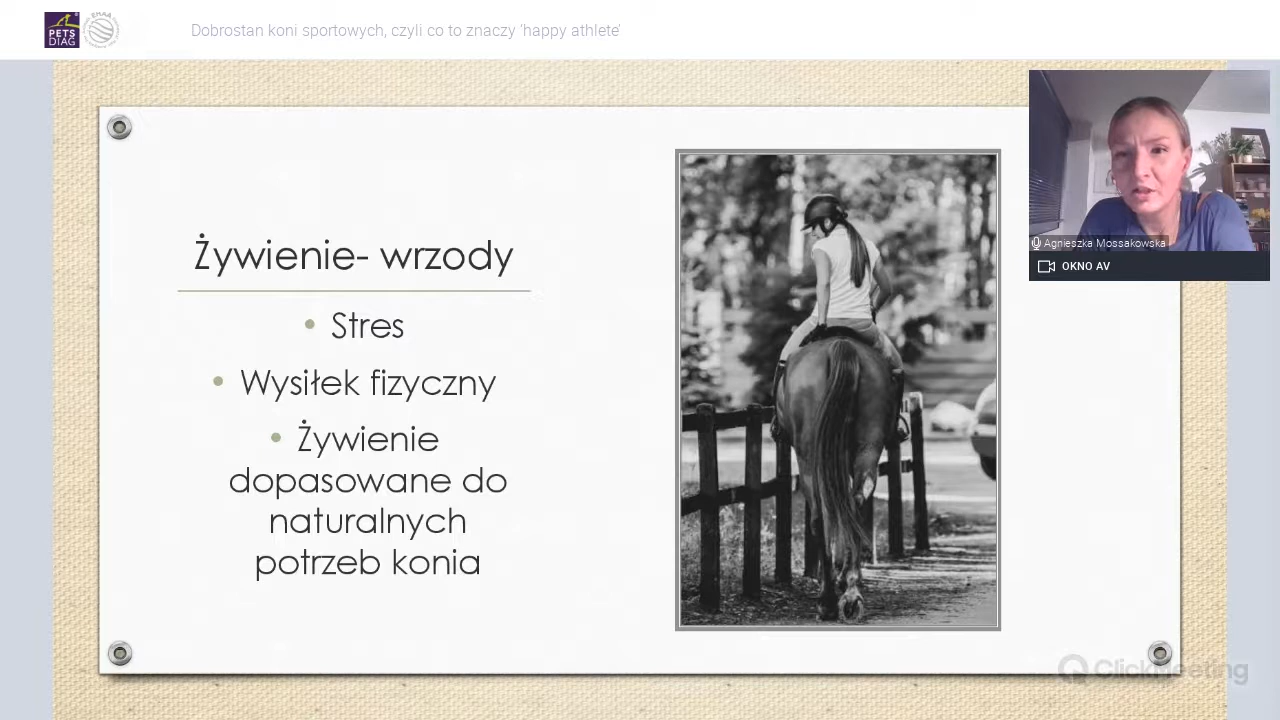 PETS
DIAG
Dobrostan koni sportowych, czyli co to znaczy 'happy athlete'
Żywienie- wrzody
• Stres
• Wysiłek fizyczny
• Żywienie
dopasowane do
naturalnych
potrzeb konia
Agnieszka Mossakowska
OKNO AV
ClickMeeting